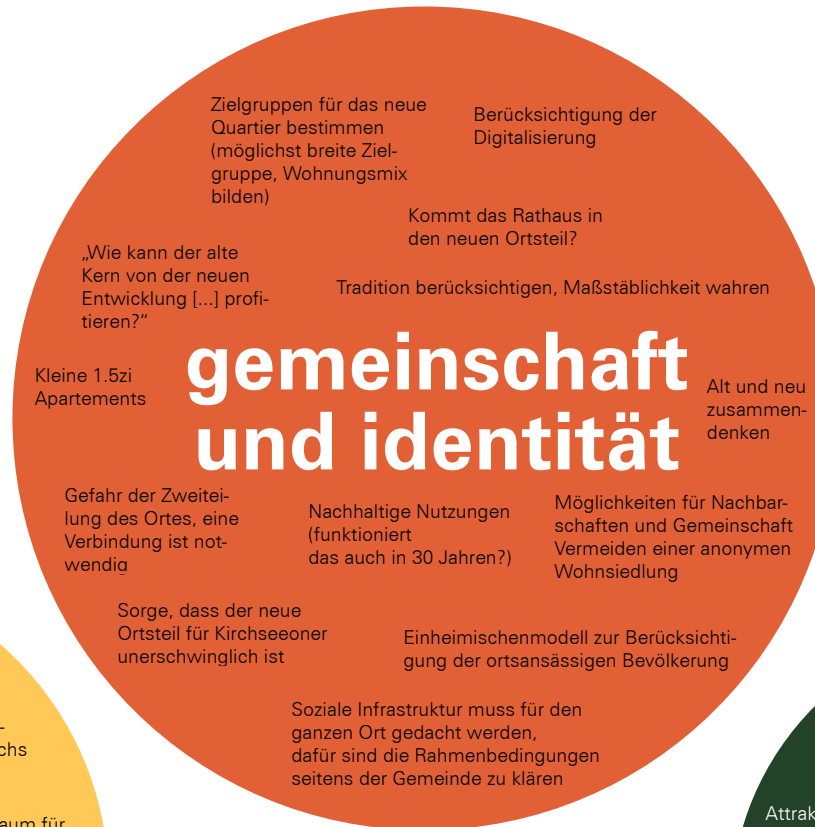 Zielgruppen für das neue
Quartier bestimmen
(möglichst breite Ziel-
gruppe, Wohnungsmix
bilden)
Berücksichtigung der
Digitalisierung
Kommt das Rathaus in
den neuen Ortsteil?
„Wie kann der alte
Kern von der neuen
Entwicklung [...] profi-
tieren?“
Tradition berücksichtigen, Maßstäblichkeit wahren
gemeinschaft
und identität
Kleine 1.5zi
Apartements
Alt und neu
zusammen-
denken
Gefahr der Zweitei-
lung des Ortes, eine
Verbindung ist not-
wendig
Nachhaltige Nutzungen
(funktioniert
das auch in 30 Jahren?)
Möglichkeiten für Nachbar-
schaften und Gemeinschaft
Vermeiden einer anonymen
Wohnsiedlung
Sorge, dass der neue
Ortsteil für Kirchseeoner
unerschwinglich ist
Einheimischenmodell zur Berücksichti-
gung der ortsansässigen Bevölkerung
Soziale Infrastruktur muss für den
ganzen Ort gedacht werden,
dafür sind die Rahmenbedingungen
seitens der Gemeinde zu klären
-
chs
aum für
Attrak